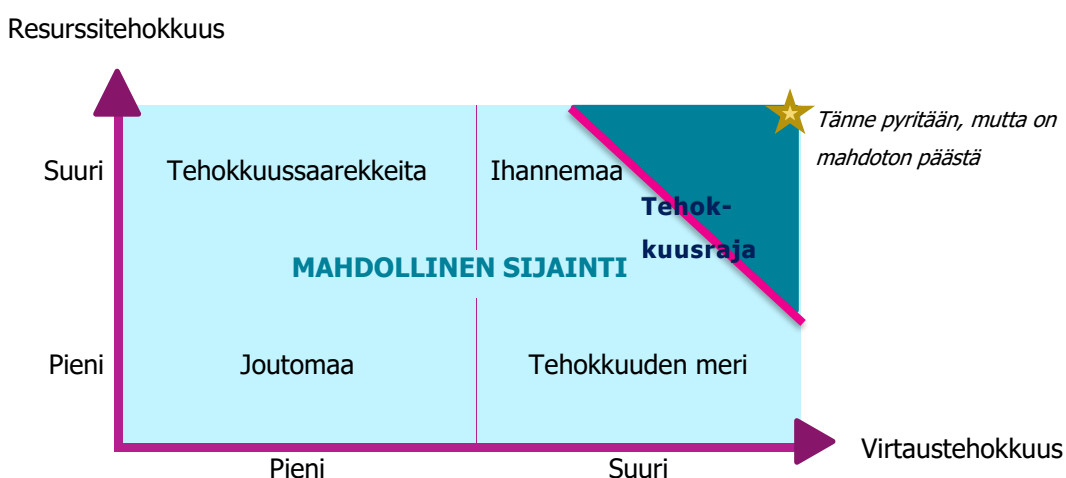 Resurssitehokkuus
Tänne pyritään, mutta on
mahdoton päästä
Suuri
Tehokkuussaarekkeita
Ihannemaa
Tehok-
kuusraja
MAHDOLLINEN SIJAINTI
Pieni
Joutomaa
Tehokkuuden meri
Virtaustehokkuus
Pieni
Suuri